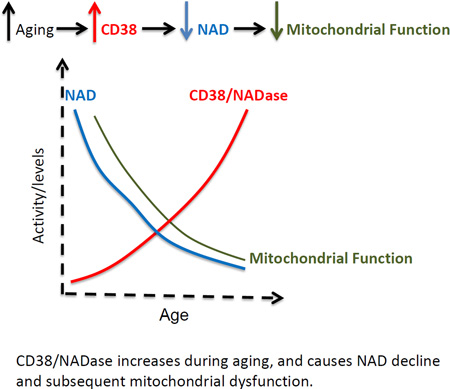 Aging CD38 NAD Mitochondrial Function
NAD
CD38/NADase
Activity/levels
Mitochondrial Function
Age
CD38/NADase increases during aging, and causes NAD decline
and subsequent mitochondrial dysfunction.